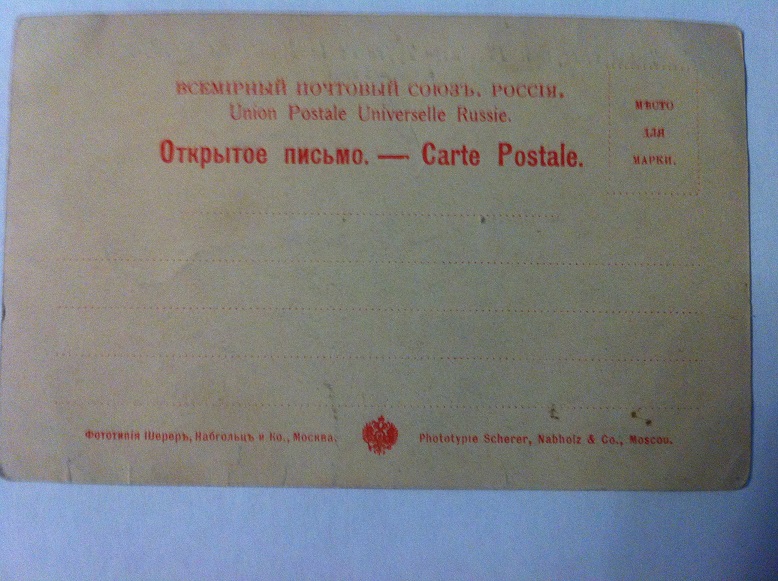 ВСЕМІРНЫЙ ПОЧТОВЫЙ СОЮЗЪ. РОССІЯ.
Union Postale Universelle Russie.
Открытое письмо. — Carte Postale.
МѢСТО
ДЛЯ
МАРКИ.
Фототипія Шереръ, Набгольцъ и Ко., Москва.
Phototypie Scherer, Nabholz & Co., Moscou.